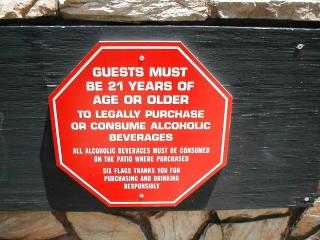 GUESTS MUST
BE 21 YEARS OF
AGE OR OLDER
TO LEGALLY PURCHASE
OR CONSUME ALCOHOLIC
BEVERAGES
ALL ALCOHOLIC BEVERAGES MUST BE CONSUMED
ON THE PATIO WHERE PURCHASED
SIX FLAGS THANKS YOU FOR
PURCHASING AND DRINKING
RESPONSIBLY